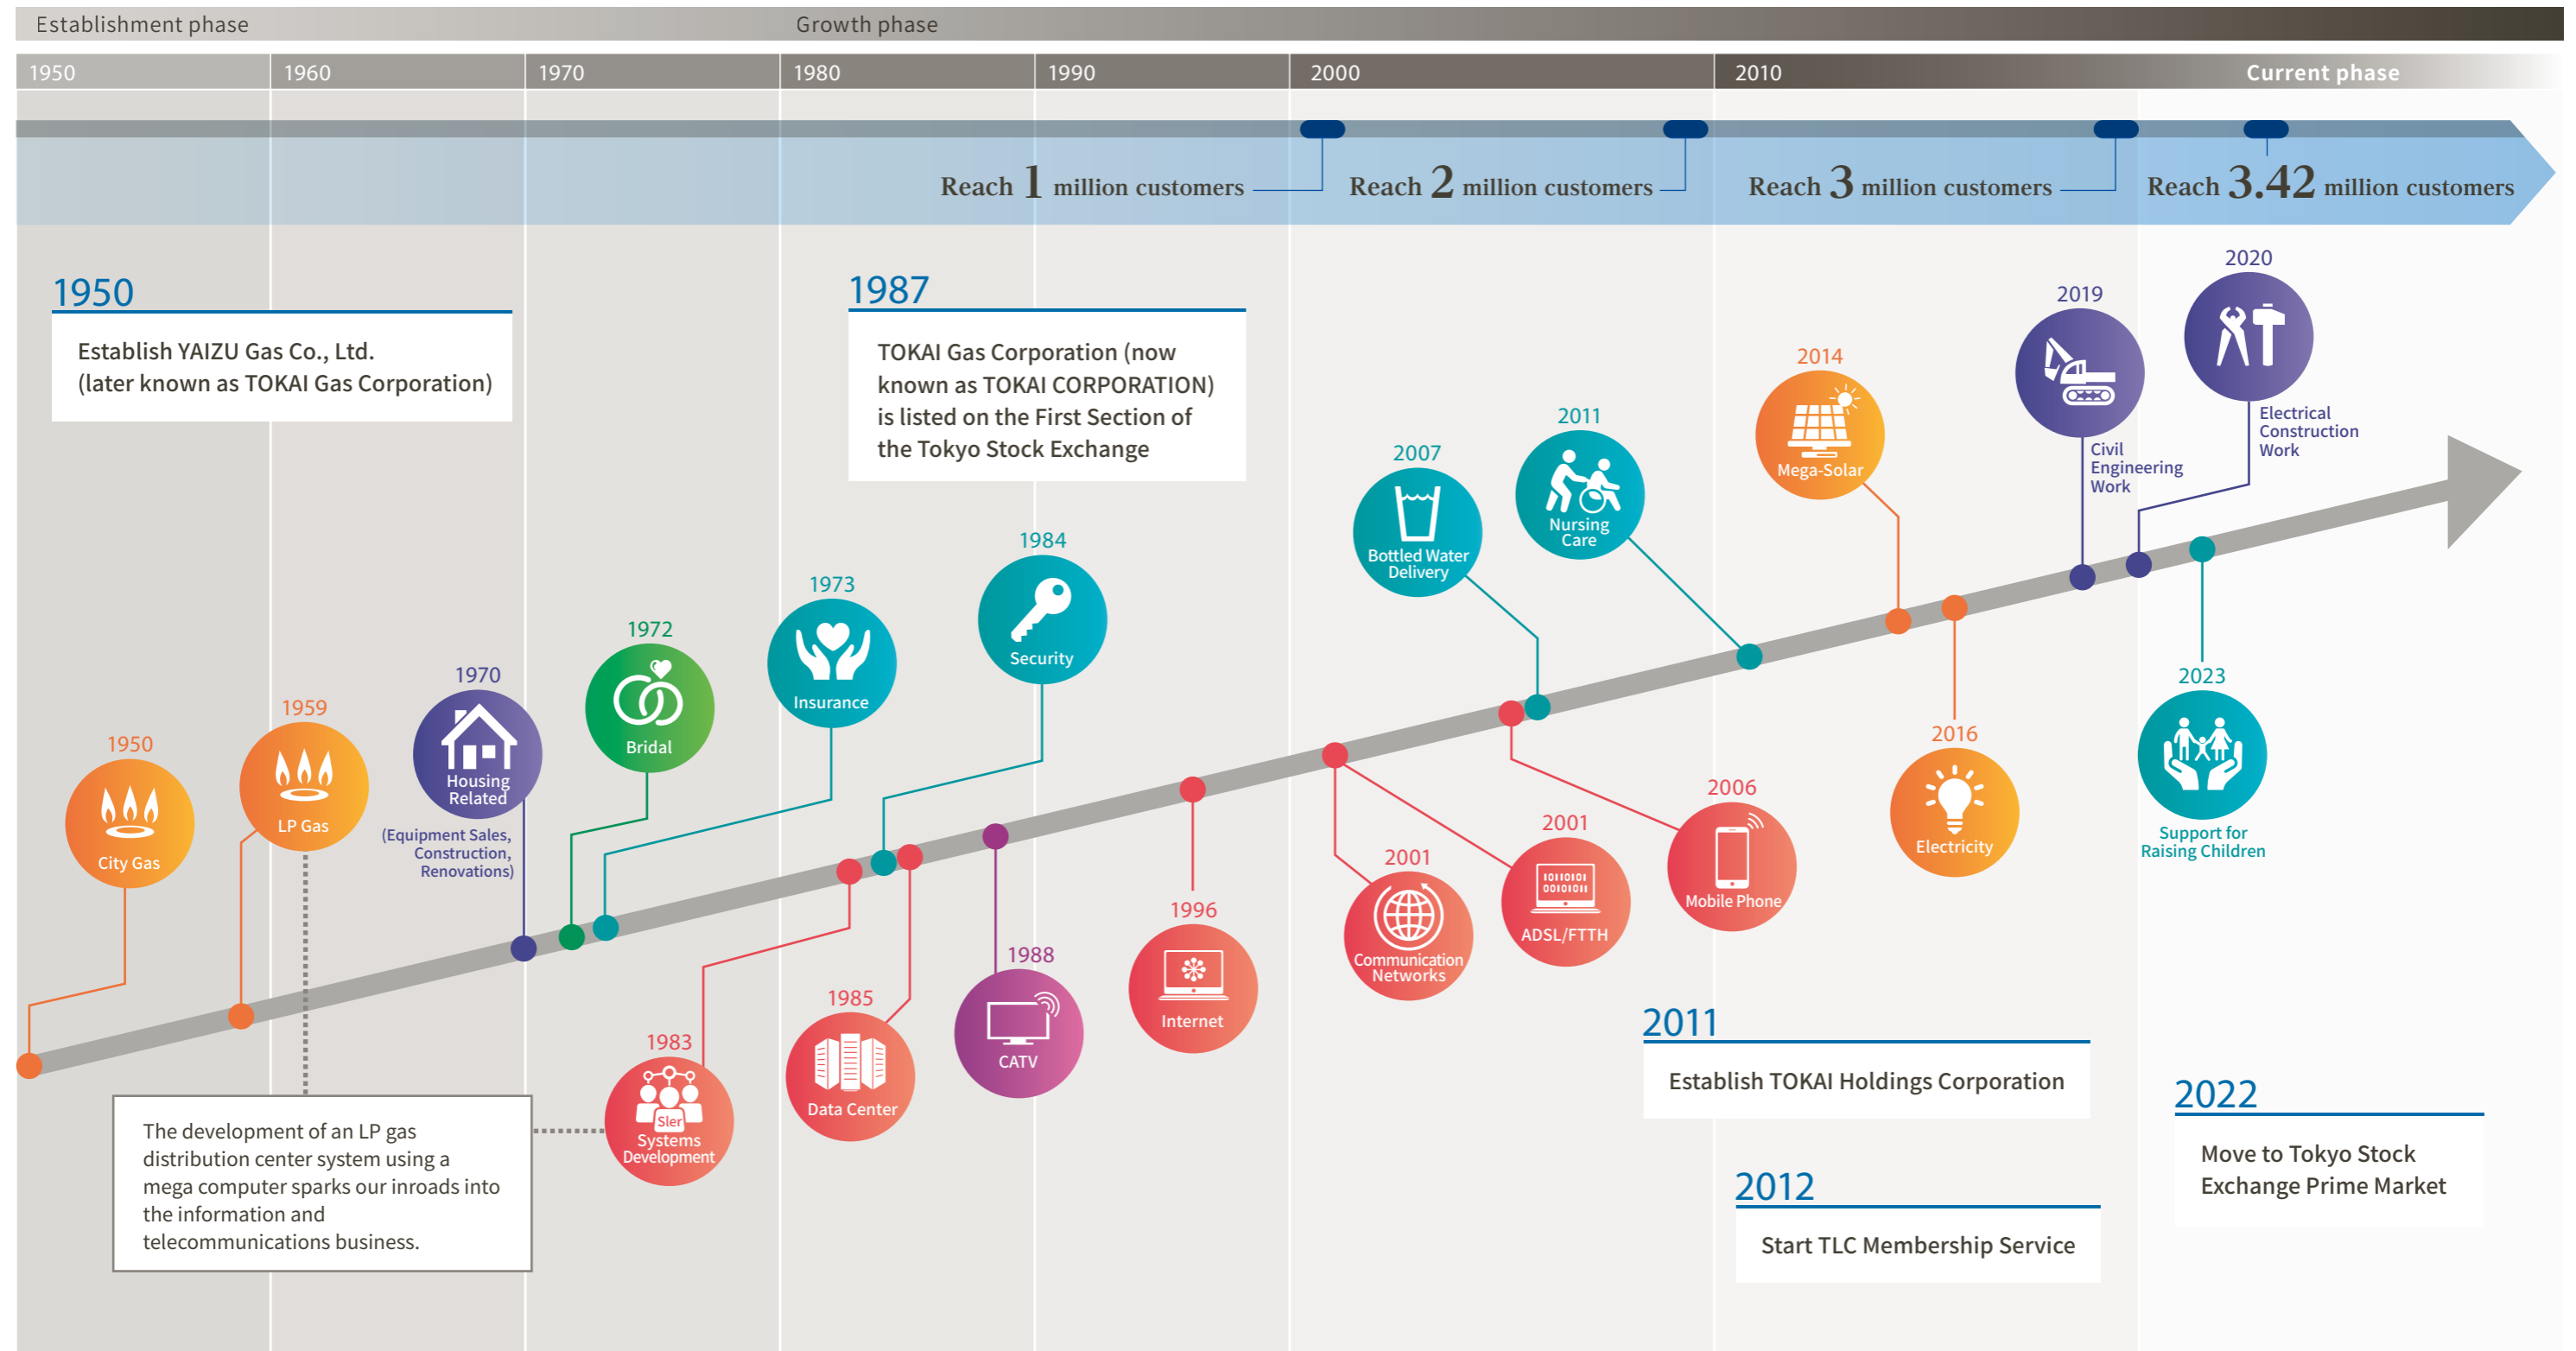 Establishment phase
Growth phase
1950
1960
1970
1980
1990
2000
2010
Current phase
Reach 1 million customers
Reach 2 million customers
Reach 3 million customers
Reach 3.42 million customers
1950
Establish YAIZU Gas Co., Ltd.
(later known as TOKAI Gas Corporation)
1987
TOKAI Gas Corporation (now
known as TOKAI CORPORATION)
is listed on the First Section of
the Tokyo Stock Exchange
1950
City Gas
1959
LP Gas
1970
Housing
Related
(Equipment Sales,
Construction,
Renovations)
1972
Bridal
1973
Insurance
1984
Security
2007
Bottled Water
Delivery
2011
Nursing
Care
2014
Mega-Solar
2019
Civil
Engineering
Work
2020
Electrical
Construction
Work
1983
SIer
Systems
Development
1985
Data Center
1988
CATV
1996
Internet
2001
Communication
Networks
2001
10110101
00101011
ADSL/FTTH
2006
Mobile Phone
2016
Electricity
2023
Support for
Raising Children
The development of an LP gas
distribution center system using a
mega computer sparks our inroads into
the information and
telecommunications business.
2011
Establish TOKAI Holdings Corporation
2012
Start TLC Membership Service
2022
Move to Tokyo Stock
Exchange Prime Market